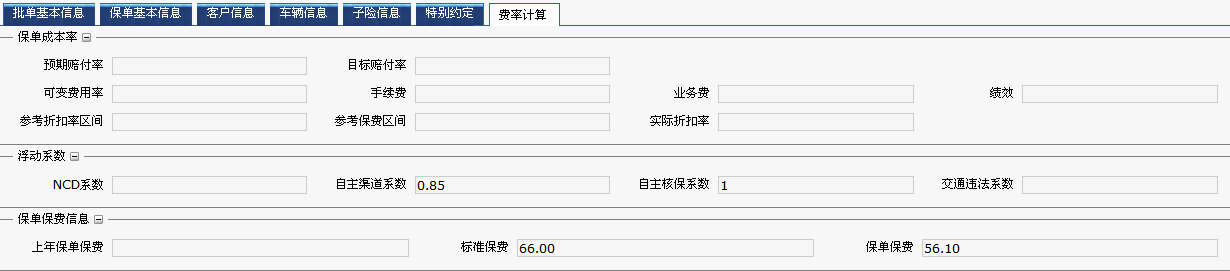 批单基本信息 保单基本信息 客户信息 车辆信息 子险信息 特别约定 费率计算
保单成本率
预期赔付率 目标赔付率
可变费用率 手续费 业务费 绩效
参考折扣率区间 参考保费区间 实际折扣率
浮动系数
NCD系数 自主渠道系数 0.85 自主核保系数 1 交通违法系数
保单保费信息
上年保单保费 标准保费 66.00 保单保费 56.10